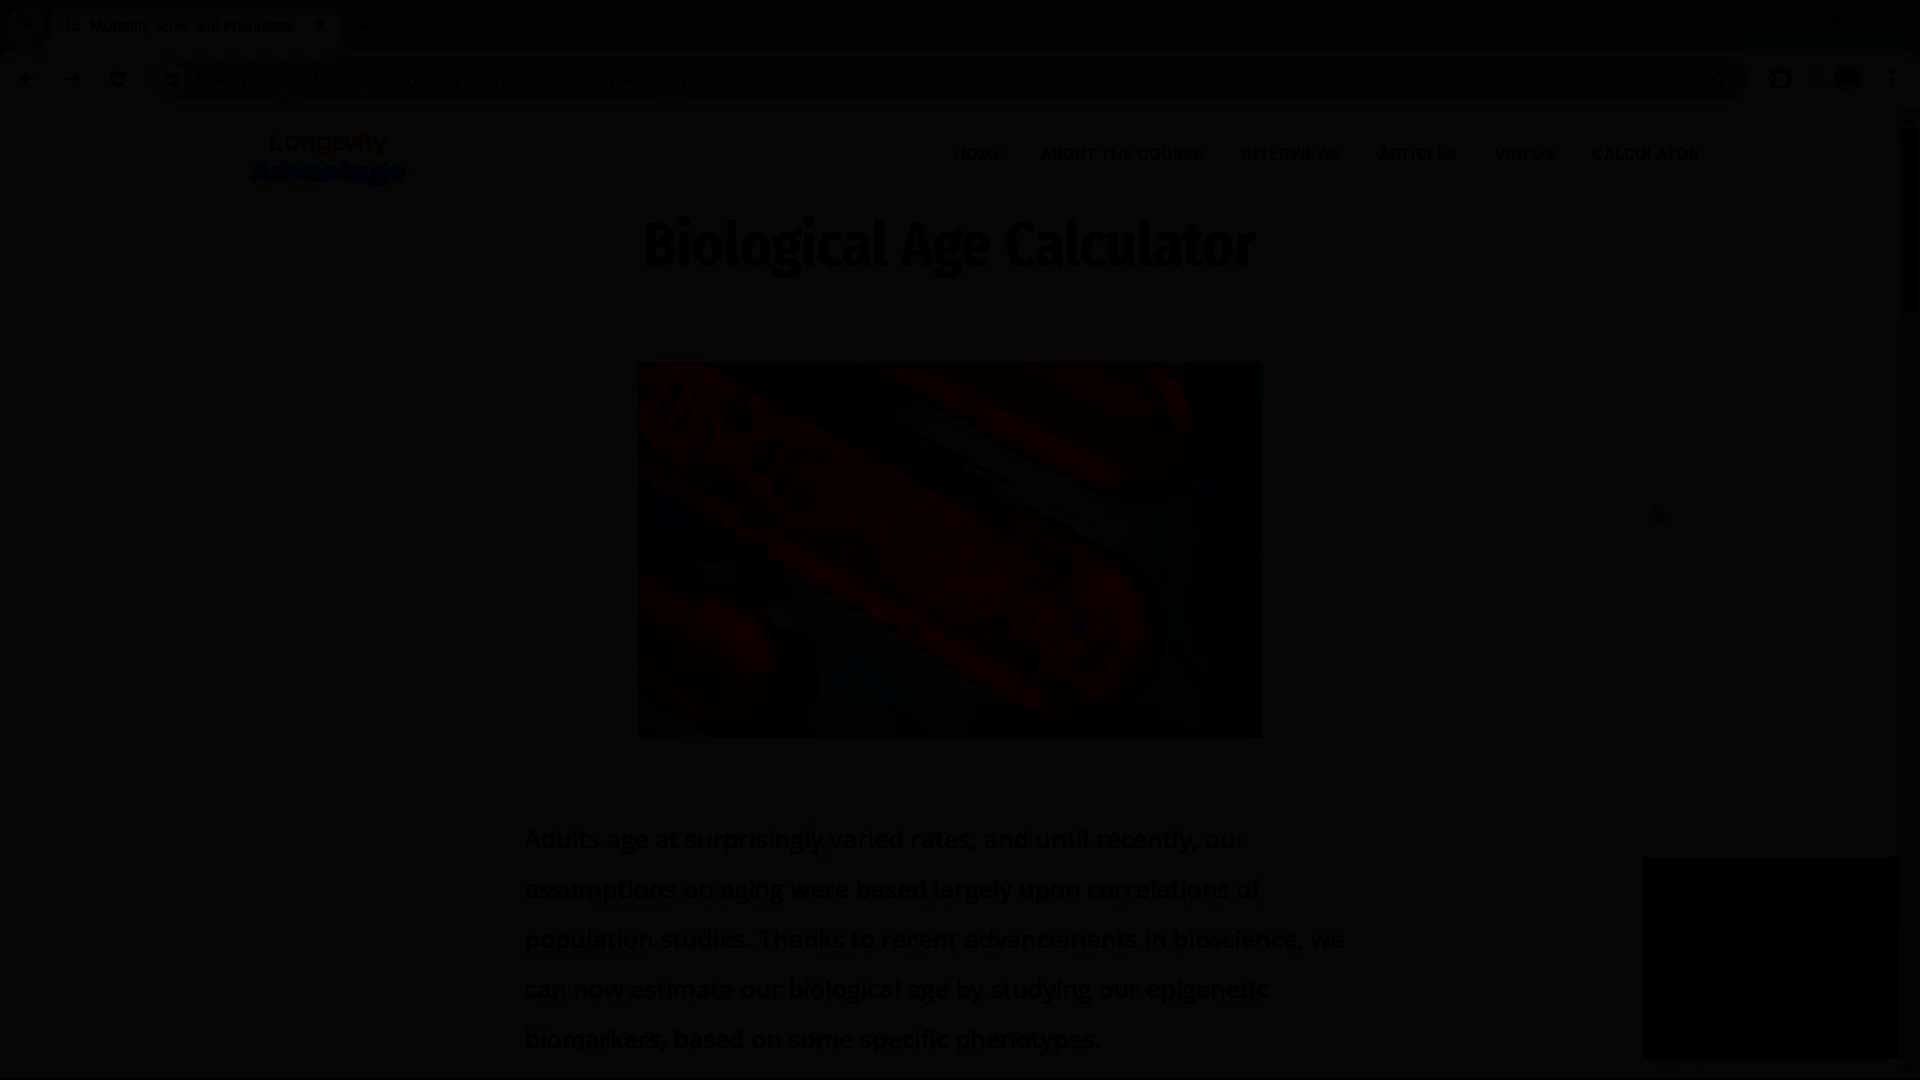 Mortality Score and Phenotype
Longevity
Advantage
HOME ABOUT THE COURSE INTERVIEWS ARTICLES VIDEOS CALCULATOR
Biological Age Calculator
Adults age at surprisingly varied rates, and until recently, our
assumptions on aging were based largely upon correlations of
population studies. Thanks to recent advancements in bioscience, we
can now estimate our biological age by studying our epigenetic
biomarkers, based on some specific phenotypes.